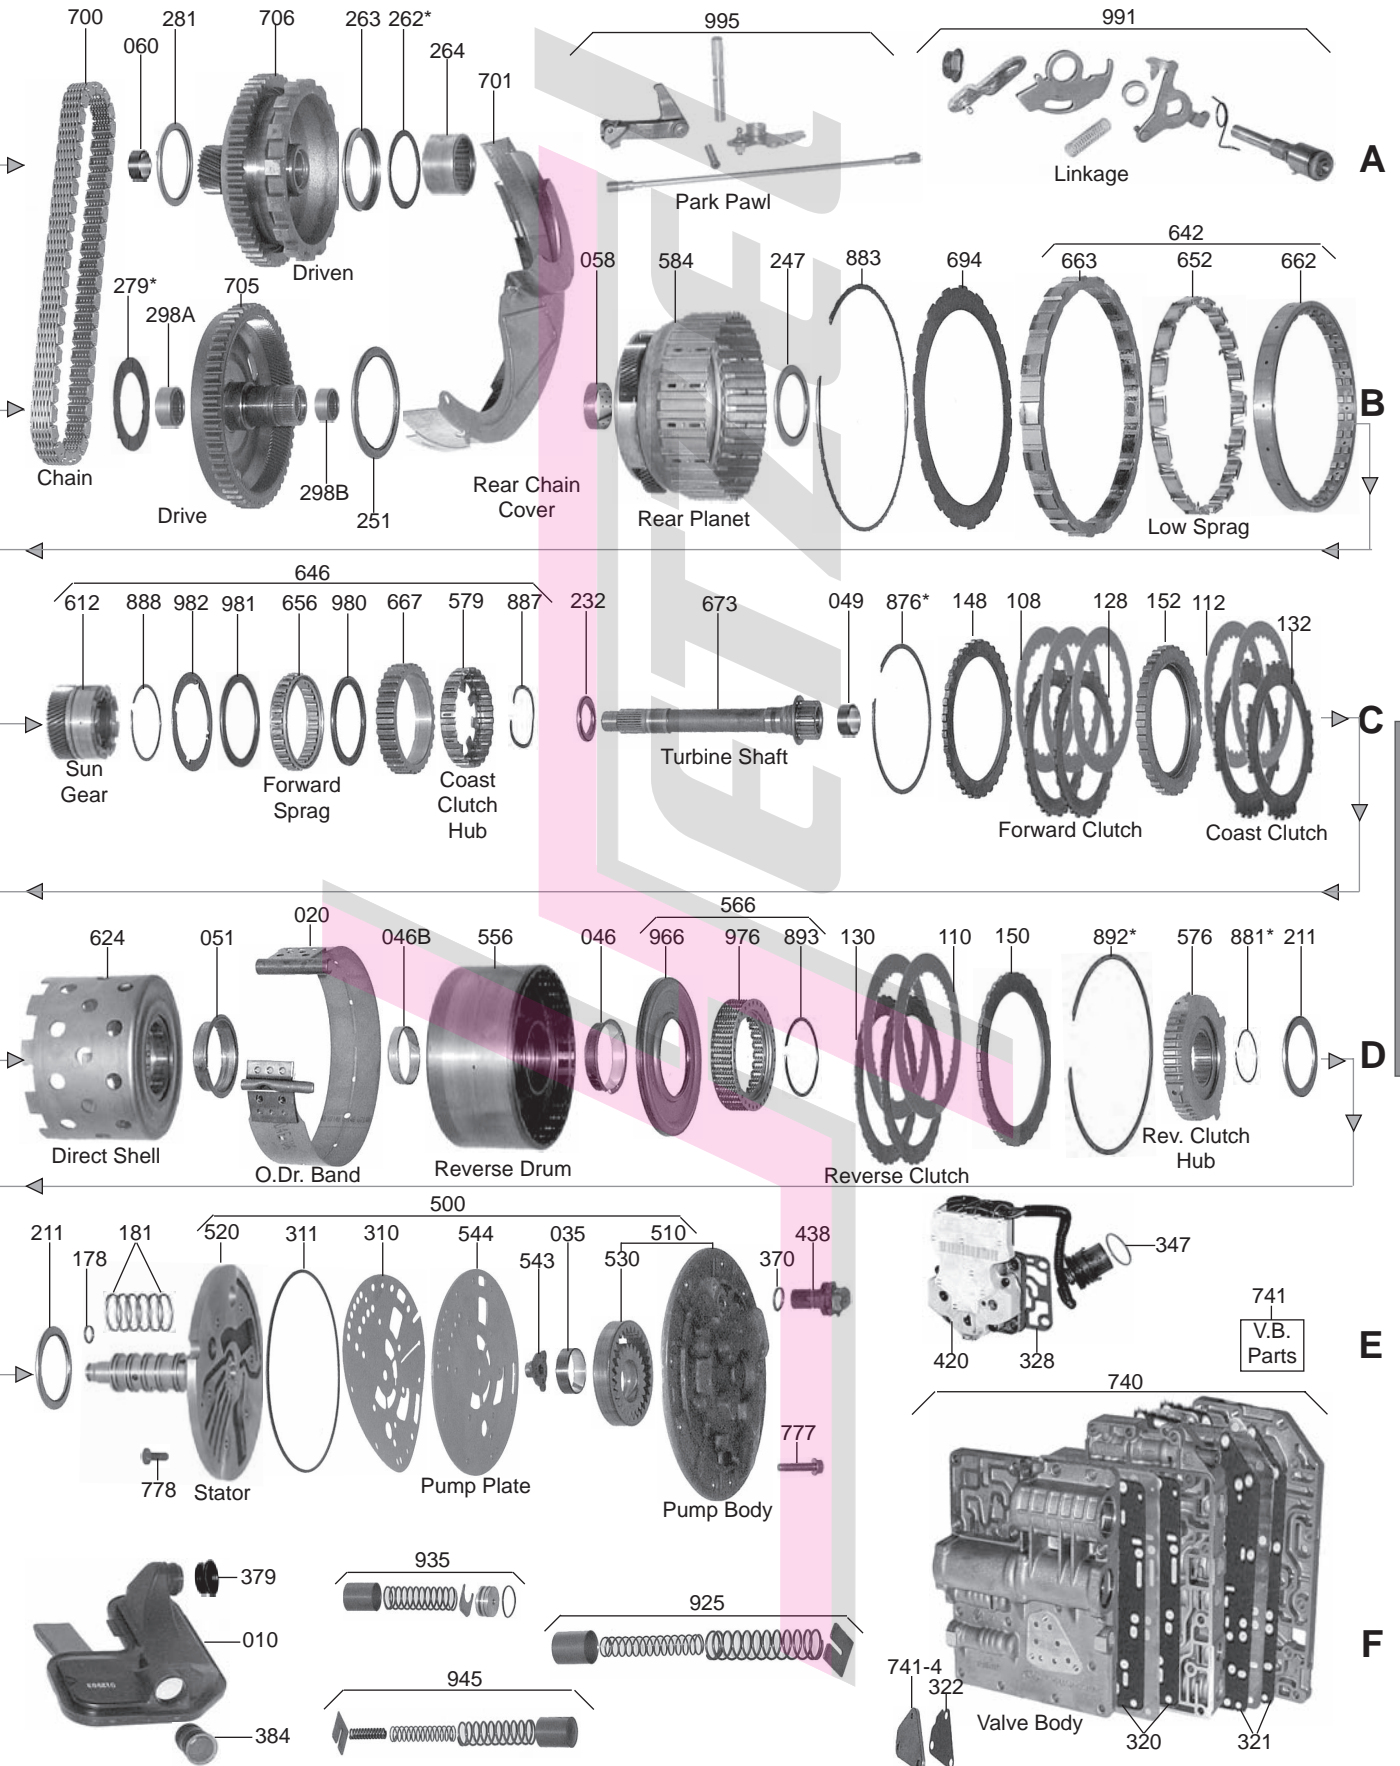 700 281 706 263 262* 995 991
060 264 701
A
Park Pawl
Linkage
Driven
642
058 584 247 883 694 663 652 662
279* 705
298A
B
Chain
298B
Drive
251
Rear Chain
Cover
Rear Planet
Low Sprag
646
612 888 982 981 656 980 667 579 887 232 673 049 876* 148 108 128 152 112
132
C
Sun
Gear
Forward
Sprag
Coast
Clutch
Hub
Turbine Shaft
Forward Clutch
Coast Clutch
020 566
624 051 046B 556 046 966 976 893 130 110 150 892* 576 881* 211
D
Direct Shell
O.Dr. Band
Reverse Drum
Reverse Clutch
Rev. Clutch
Hub
500
211 181 520 311 310 544 035 510 438
178 543 530 370
347
741
V.B.
Parts
E
420 328
740
777
778
Stator
Pump Plate
Pump Body
379
935
925
010
F
741-4
322
945
384
Valve Body
320 321
ETZEL